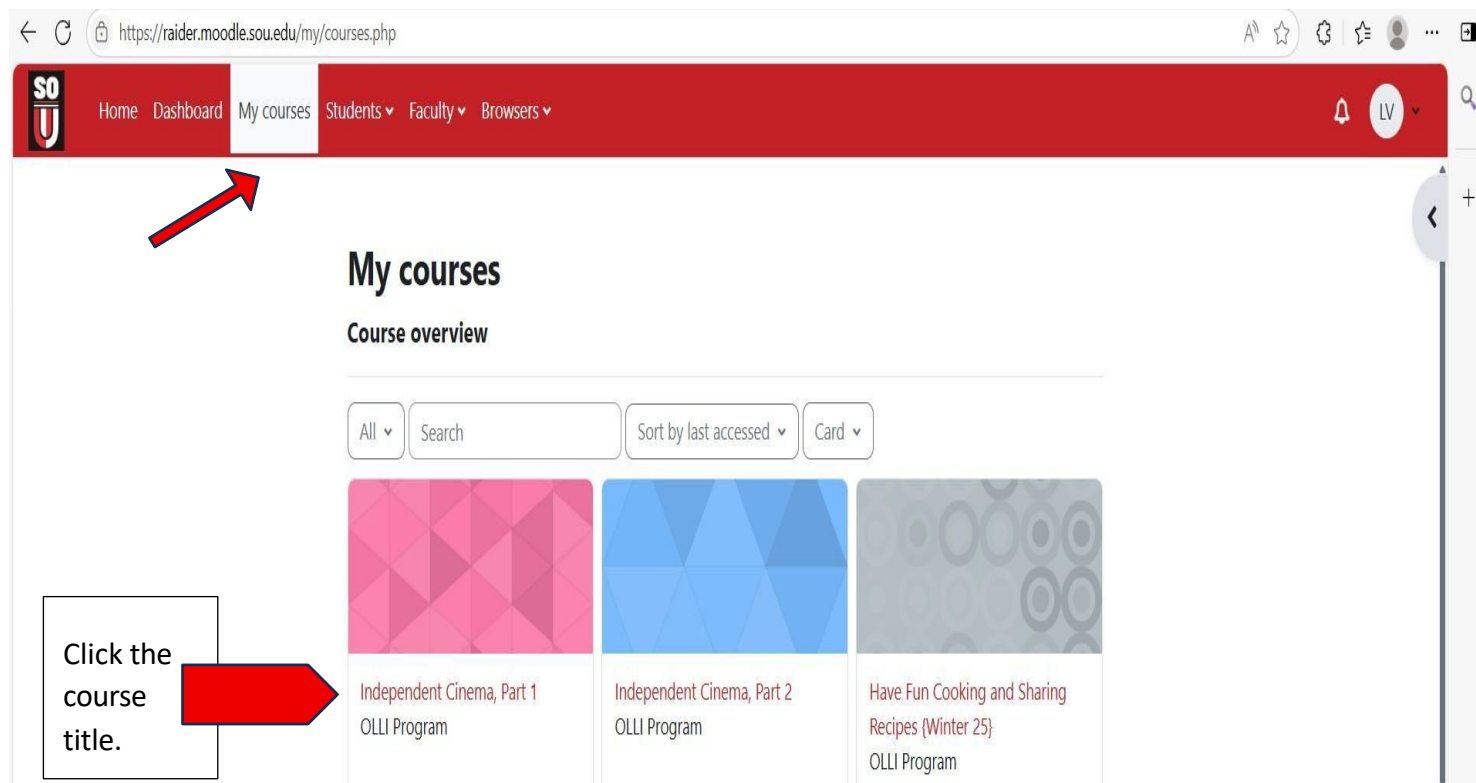 https://raider.moodle.sou.edu/my/courses.php
SO
U
Home Dashboard My courses Students Faculty Browsers
LV
My courses
Course overview
All Search Sort by last accessed Card
Click the
course
title.
Independent Cinema, Part 1
OLLI Program
Independent Cinema, Part 2
OLLI Program
Have Fun Cooking and Sharing
Recipes {Winter 25}
OLLI Program